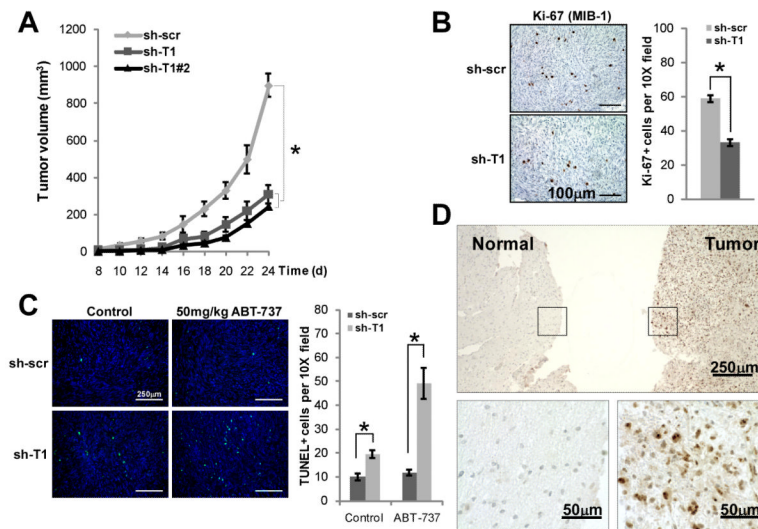 A
sh-scr
sh-T1
sh-T1#2
Tumor volume (mm³)
1200
1000
800
600
400
200
0
*
8 10 12 14 16 18 20 22 24 Time (d)
B
Ki-67 (MIB-1)
sh-scr
sh-T1
100µm
sh-scr
sh-T1
Ki-67+ cells per 10X field
100
80
60
40
20
0
*
C
Control
50mg/kg ABT-737
sh-scr
sh-T1
250µm
sh-scr
sh-T1
TUNEL+ cells per 10X field
80
70
60
50
40
30
20
10
0
*
*
Control ABT-737
D
Normal
Tumor
250µm
50µm
50µm